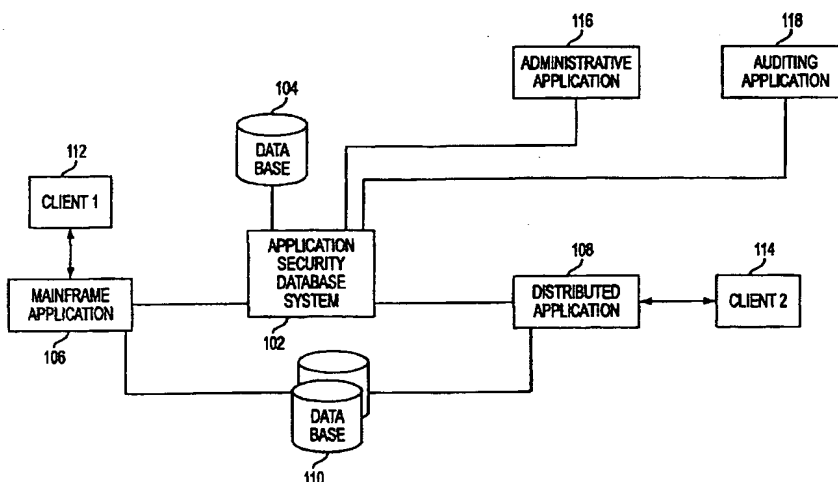 116
ADMINISTRATIVE
APPLICATION
118
AUDITING
APPLICATION
104
DATA
BASE
112
CLIENT 1
MAINFRAME
APPLICATION
106
APPLICATION
SECURITY
DATABASE
SYSTEM
102
108
DISTRIBUTED
APPLICATION
114
CLIENT 2
DATA
BASE
110